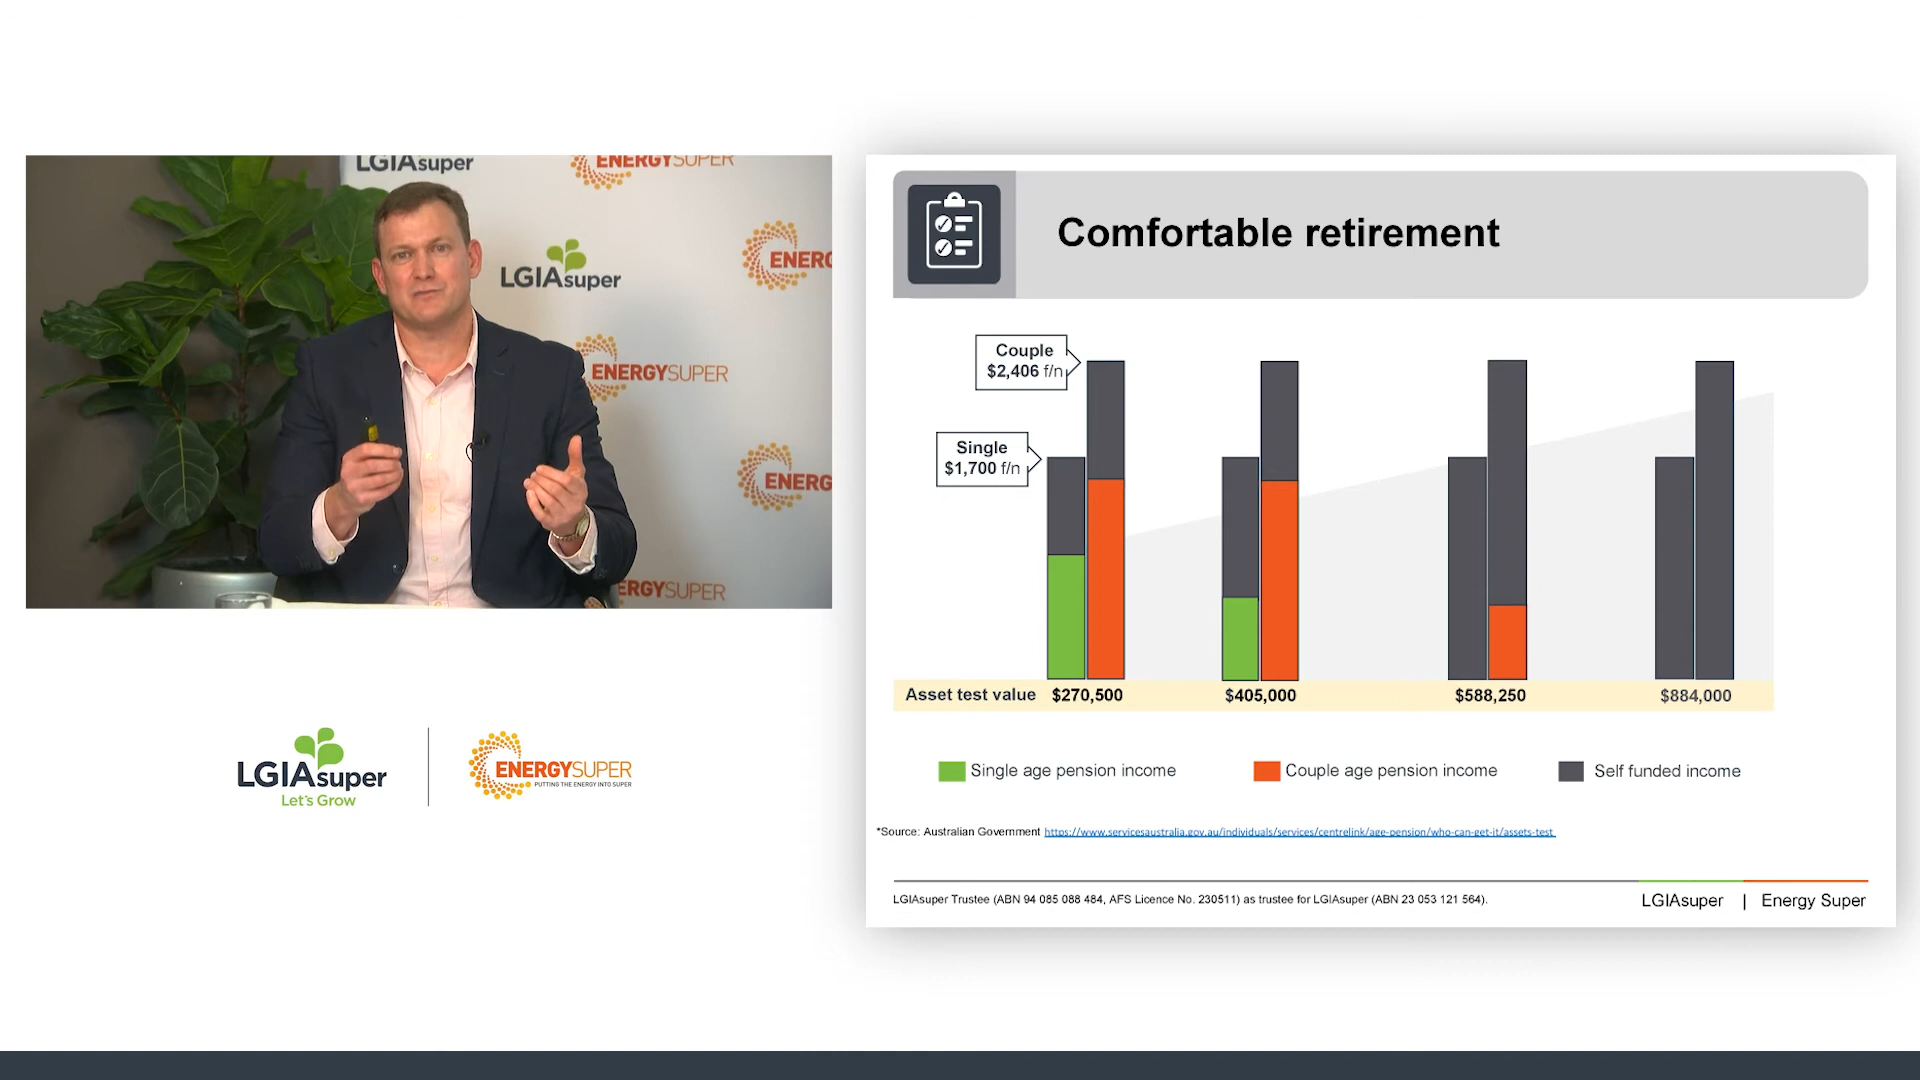 LGIAsuper
ENERGYSUPER
LGIAsuper
ENERG
ENERGYSUPER
ENERG
ERGYSUPER
LGIAsuper
Let's Grow
ENERGYSUPER
PUTTING THE ENERGY INTO SUPER
Comfortable retirement
Couple
$2,406 f/n
Single
$1,700 f/n
Asset test value $270,500 $405,000 $588,250 $884,000
Single age pension income Couple age pension income Self funded income
*Source: Australian Government https://www.servicesaustralia.gov.au/individuals/services/centrelink/age-pension/who-can-get-it/assets-test
LGIAsuper Trustee (ABN 94 085 088 484, AFS Licence No. 230511) as trustee for LGIAsuper (ABN 23 053 121 564).
LGIAsuper | Energy Super